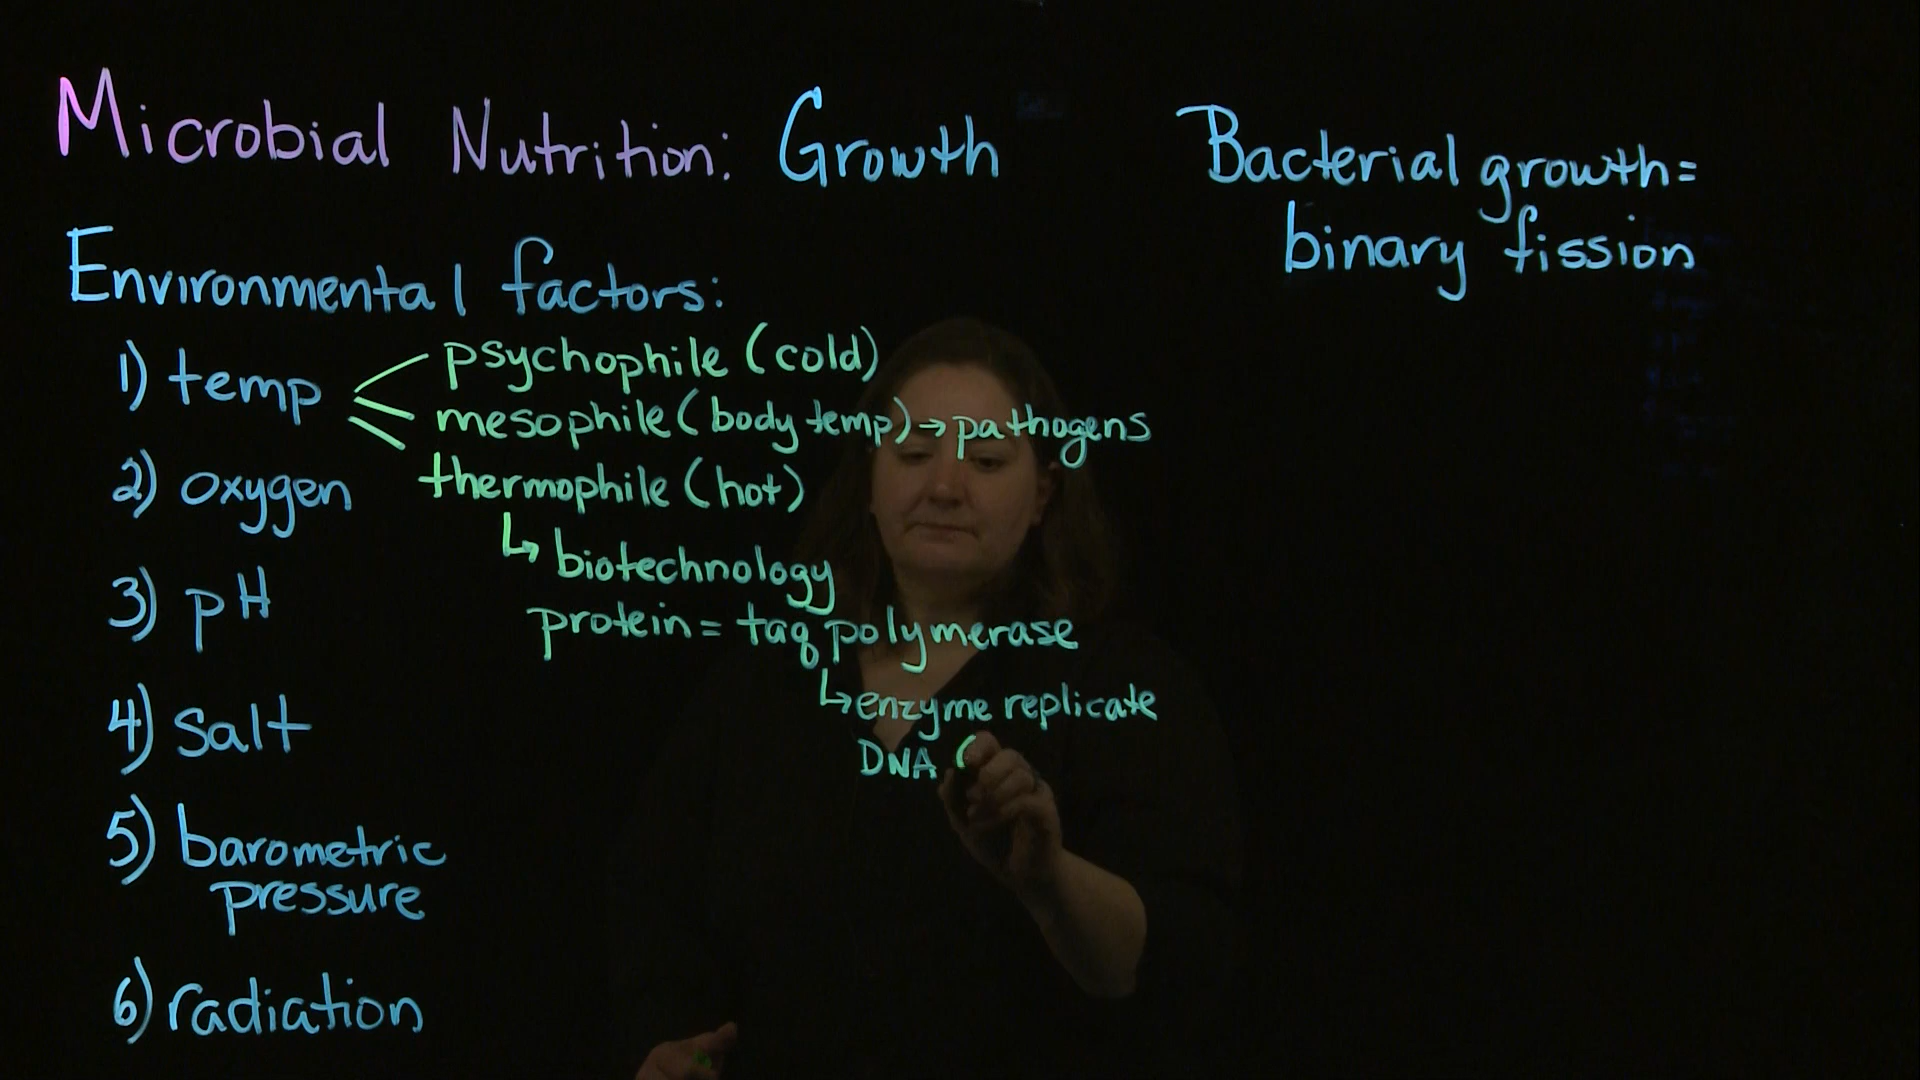 Microbial Nutrition: Growth
Environmental factors:
1) temp
psychophile (cold)
mesophile (body temp) → pathogens
thermophile (hot)
↳ biotechnology
protein = taq polymerase
↳ enzyme replicate
DNA (
2) oxygen
3) pH
4) salt
5) barometric
pressure
6) radiation
Bacterial growth =
binary fission